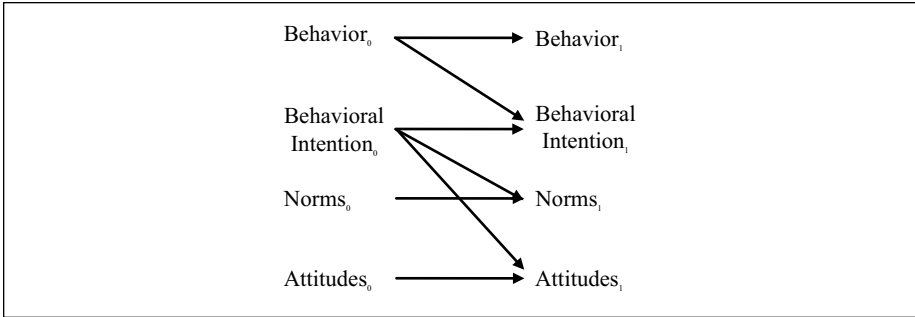 Behavior₀
Behavior₁
Behavioral
Intention₀
Behavioral
Intention₁
Norms₀
Norms₁
Attitudes₀
Attitudes₁